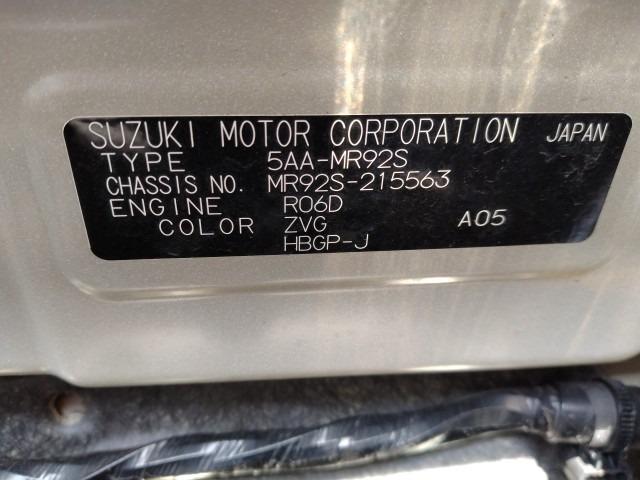 SUZUKI MOTOR CORPORATION JAPAN
TYPE 5AA-MR92S
CHASSIS NO. MR92S-215563
ENGINE R06D
COLOR ZVG A05
HBGP-J